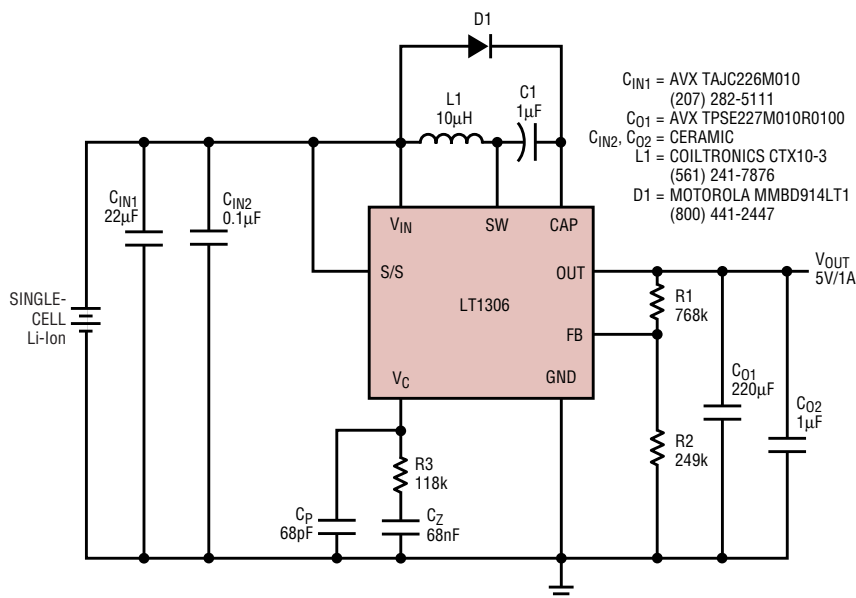 D1
L1
10µH
C1
1µF
CIN1 = AVX TAJC226M010
(207) 282-5111
CO1 = AVX TPSE227M010R0100
CIN2, CO2 = CERAMIC
L1 = COILTRONICS CTX10-3
(561) 241-7876
D1 = MOTOROLA MMBD914LT1
(800) 441-2447
CIN1
22µF
CIN2
0.1µF
VIN
SW
CAP
S/S
OUT
LT1306
FB
VC
GND
VOUT
5V/1A
R1
768k
SINGLE-
CELL
Li-Ion
CO1
220µF
CO2
1µF
R2
249k
R3
118k
CP
68pF
CZ
68nF